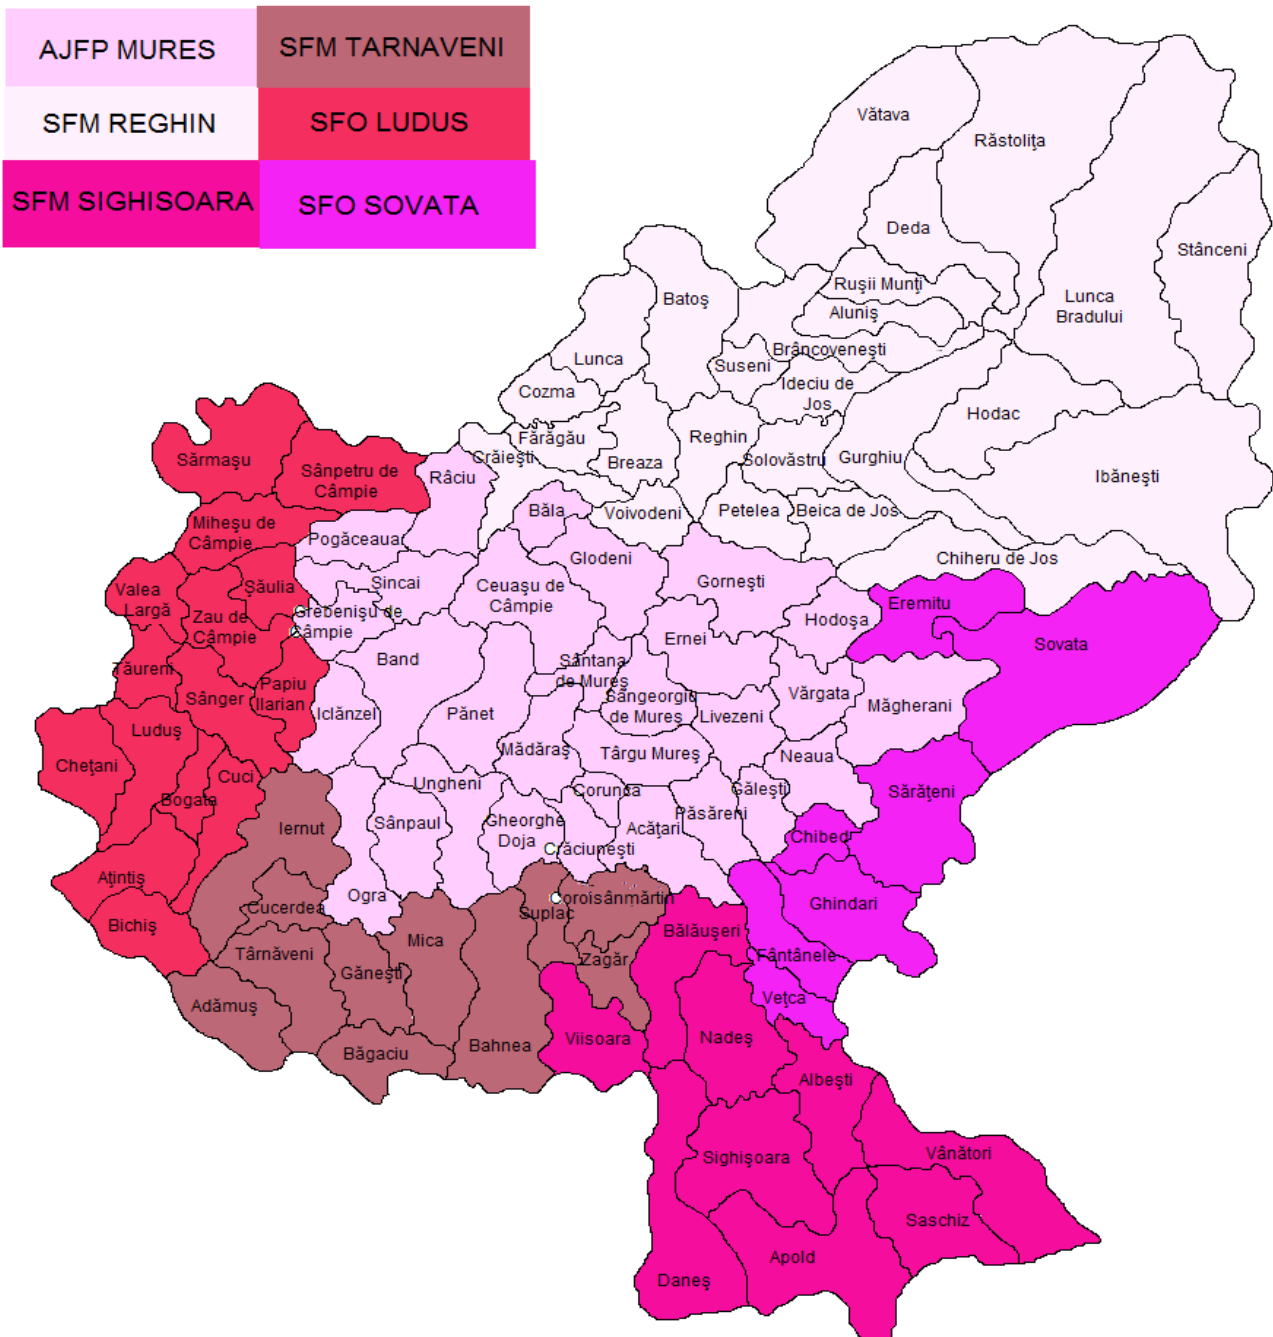 AJFP MURES
SFM TARNAVENI
SFM REGHIN
SFO LUDUS
SFM SIGHISOARA
SFO SOVATA
Vătava
Răstoliţa
Deda
Stânceni
Ruşii Munţi
Batoş
Lunca
Bradului
Aluniş
Brâncoveneşti
Lunca
Suseni
Ideciu de
Jos
Cozma
Hodac
Fărăgău
Reghin
Crăieşti
Breaza
Solovăstru
Gurghiu
Sărmaşu
Sânpetru de
Câmpie
Râciu
Ibăneşti
Băla
Voivodeni
Petelea
Beica de Jos
Miheşu de
Câmpie
Pogăceaua
Glodeni
Chiheru de Jos
Valea
Largă
Şăulia
Sincai
Ceuaşu de
Câmpie
Gorneşti
Eremitu
Zau de
Câmpie
Grebenişu de
Câmpie
Hodoşa
Ernei
Sovata
Band
Tăureni
Sântana
de Mureş
Sânger
Papiu
Ilarian
Sângeorgiu
de Mureş
Vărgata
Măgherani
Iclănzel
Pănet
Livezeni
Luduş
Mădăraş
Târgu Mureş
Neaua
Cheţani
Cuci
Ungheni
Corunca
Găleşti
Sărăţeni
Bogata
Păsăreni
Iernut
Sânpaul
Gheorghe
Doja
Acăţari
Chibed
Crăciuneşti
Aţintiş
Ogra
Coroisânmărtin
Ghindari
Cucerdea
Suplac
Bichiş
Mica
Bălăuşeri
Târnăveni
Zagăr
Fântânele
Găneşti
Veţca
Adămuş
Viisoara
Nadeş
Băgaciu
Bahnea
Albeşti
Vânători
Sighişoara
Saschiz
Apold
Daneş